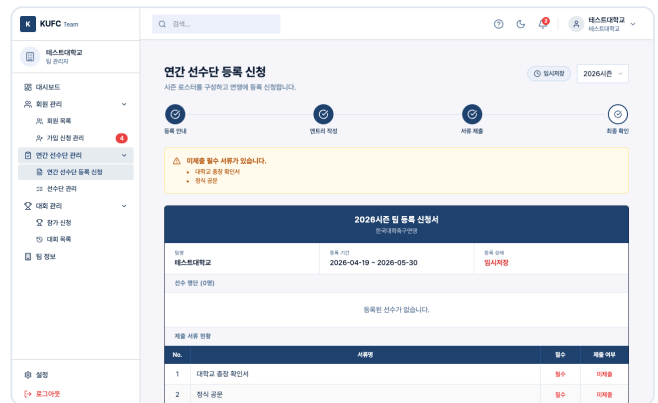 K KUFC Team
검색...
2
테스트대학교
테스트대학교
테스트대학교
팀 관리자
대시보드
회원 관리
회원 목록
가입 신청 관리 4
연간 선수단 관리
연간 선수단 등록 신청
선수단 관리
대회 관리
참가 신청
대회 목록
팀 정보
설정
로그아웃
연간 선수단 등록 신청
시즌 로스터를 구성하고 연맹에 등록 신청합니다.
임시저장
2026시즌
등록 안내
엔트리 작성
서류 제출
최종 확인
미제출 필수 서류가 있습니다.
• 대학교 총장 확인서
• 정식 공문
2026시즌 팀 등록 신청서
한국대학축구연맹
팀명
테스트대학교
등록 기간
2026-04-19 ~ 2026-05-30
등록 상태
임시저장
선수 명단 (0명)
등록된 선수가 없습니다.
제출 서류 현황
No. 서류명 필수 제출 여부
1 대학교 총장 확인서 필수 미제출
2 정식 공문 필수 미제출